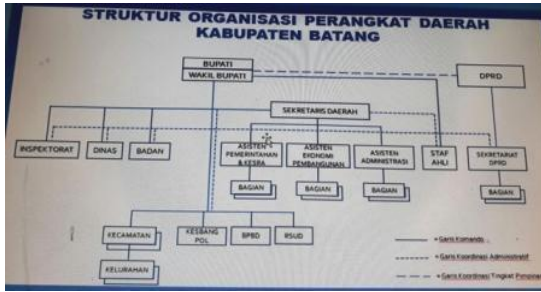 STRUKTUR ORGANISASI PERANGKAT DAERAH
KABUPATEN BATANG
BUPATI
WAKIL BUPATI
DPRD
SEKRETARIS DAERAH
INSPEKTORAT
DINAS
BADAN
ASISTEN
PEMERINTAHAN
& KESRA
ASISTEN
EKONOMI
PEMBANGUNAN
ASISTEN
ADMINISTRASI
STAF
AHLI
SEKRETARIAT
DPRD
BAGIAN
BAGIAN
BAGIAN
BAGIAN
KECAMATAN
KESBANG
POL
BPBD
RSUD
KELURAHAN
= Garis Komando
= Garis Koordinasi Administratif
= Garis Koordinasi Tingkat Pimpinan